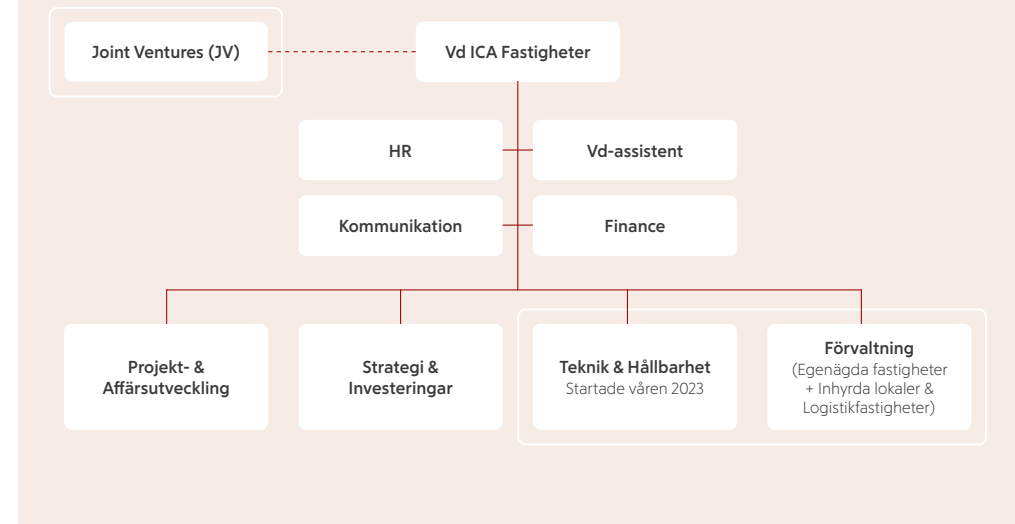 Joint Ventures (JV)
Vd ICA Fastigheter
HR
Vd-assistent
Kommunikation
Finance
Projekt- &
Affärsutveckling
Strategi &
Investeringar
Teknik & Hållbarhet
Startade våren 2023
Förvaltning
(Egenägda fastigheter
+ Inhyrda lokaler &
Logistikfastigheter)